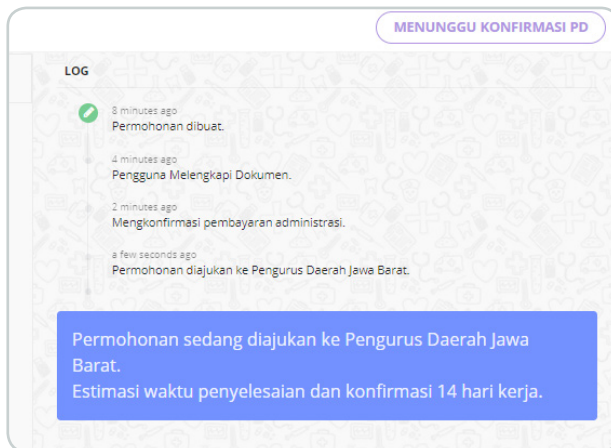 MENUNGGU KONFIRMASI PD
LOG
8 minutes ago
Permohonan dibuat.
4 minutes ago
Pengguna Melengkapi Dokumen.
2 minutes ago
Mengkonfirmasi pembayaran administrasi.
a few seconds ago
Permohonan diajukan ke Pengurus Daerah Jawa Barat.
Permohonan sedang diajukan ke Pengurus Daerah Jawa
Barat.
Estimasi waktu penyelesaian dan konfirmasi 14 hari kerja.